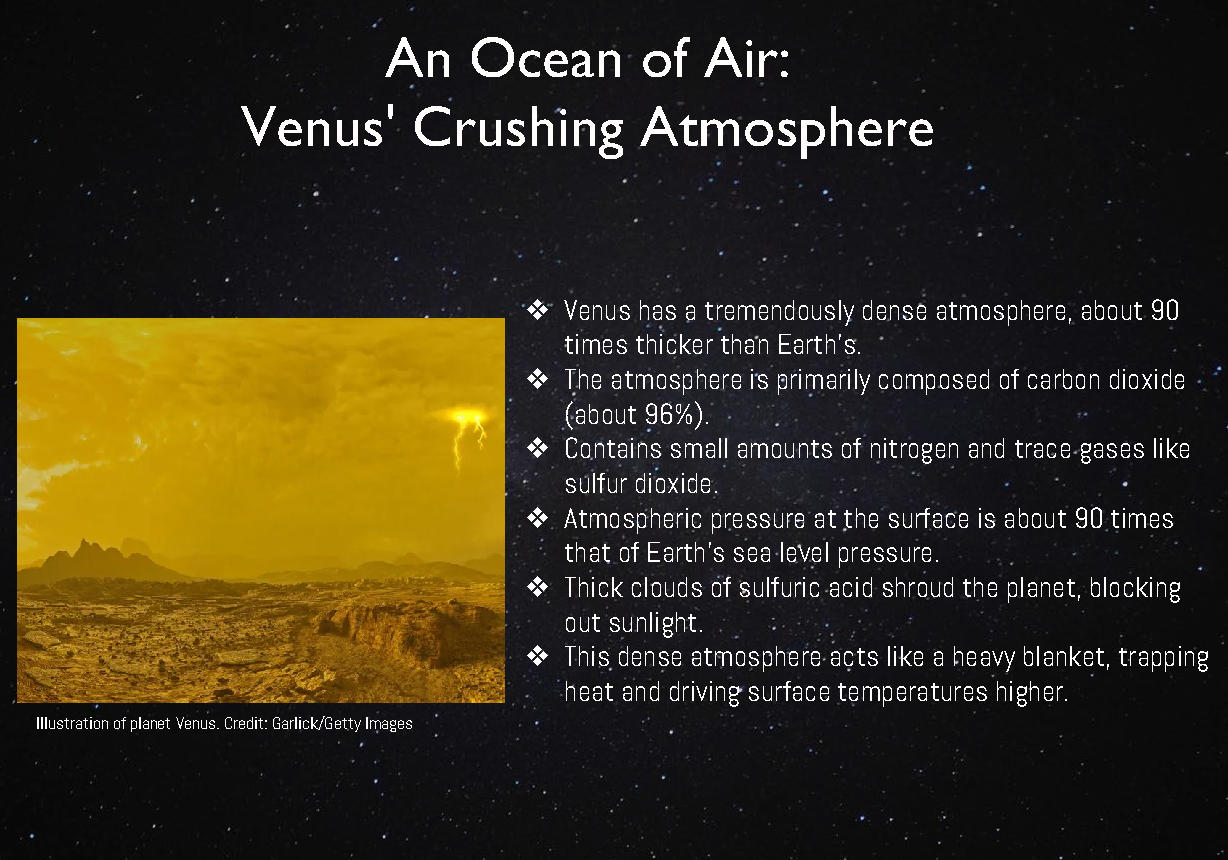 An Ocean of Air:
Venus' Crushing Atmosphere
❖ Venus has a tremendously dense atmosphere, about 90
times thicker than Earth's.
❖ The atmosphere is primarily composed of carbon dioxide
(about 96%).
❖ Contains small amounts of nitrogen and trace gases like
sulfur dioxide.
❖ Atmospheric pressure at the surface is about 90 times
that of Earth's sea level pressure.
❖ Thick clouds of sulfuric acid shroud the planet, blocking
out sunlight.
❖ This dense atmosphere acts like a heavy blanket, trapping
heat and driving surface temperatures higher.
Illustration of planet Venus. Credit: Garlick/Getty Images